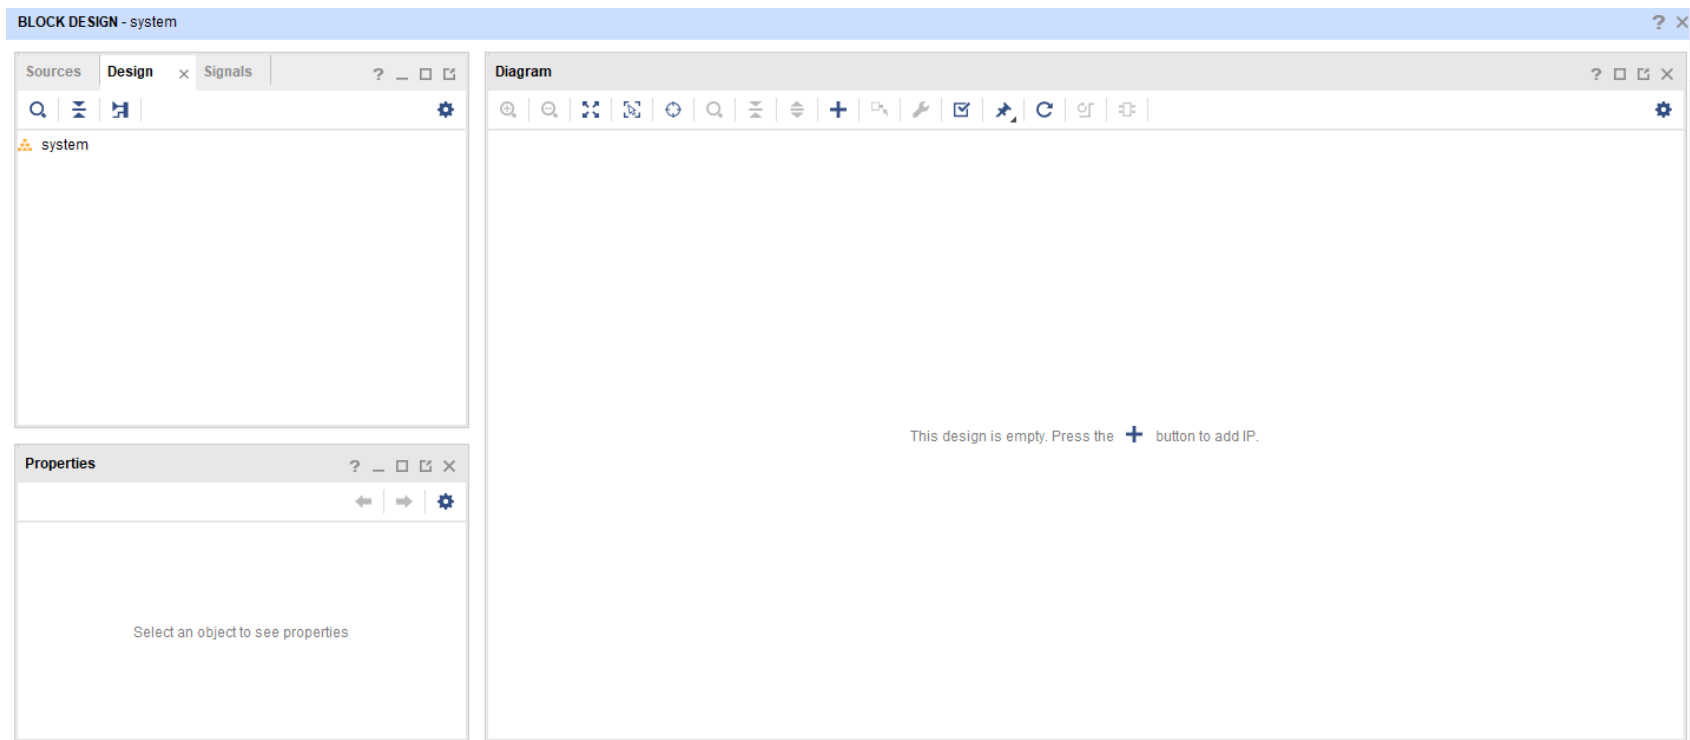 BLOCK DESIGN - system
Sources Design Signals
system
Properties
Select an object to see properties
Diagram
This design is empty. Press the + button to add IP.